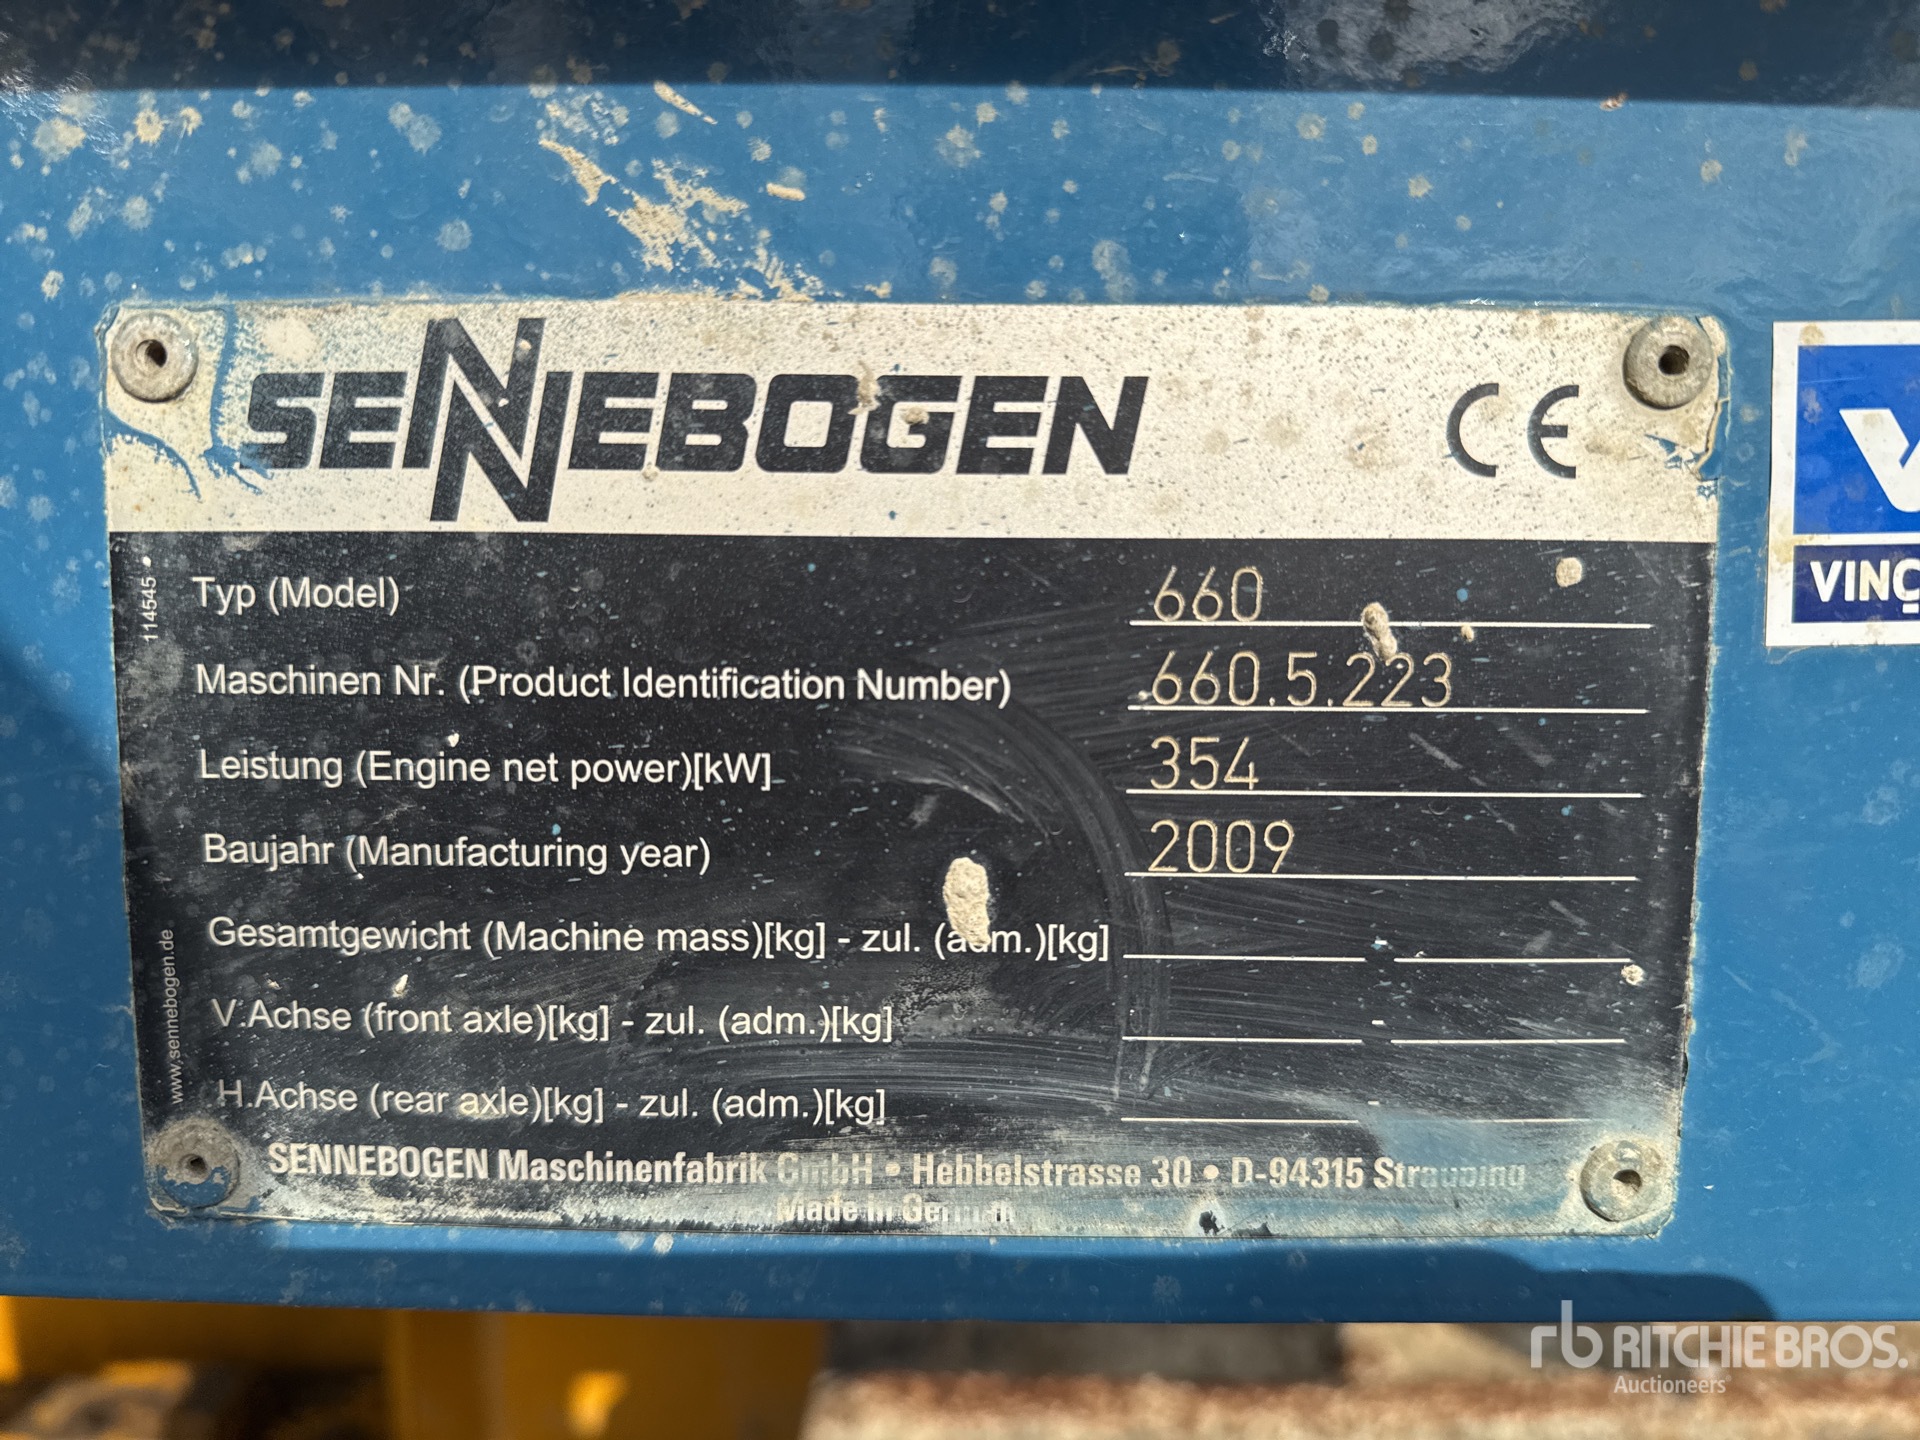 SENNEBOGEN CE
114545
Typ (Model) 660
Maschinen Nr. (Product Identification Number) 660.5.223
Leistung (Engine net power)[kW] 354
Baujahr (Manufacturing year) 2009
Gesamtgewicht (Machine mass)[kg] - zul. (adm.)[kg] -
V.Achse (front axle)[kg] - zul. (adm.)[kg] -
H.Achse (rear axle)[kg] - zul. (adm.)[kg] -
www.sennebogen.de
SENNEBOGEN Maschinenfabrik GmbH • Hebbelstrasse 30 • D-94315 Straubing
Made in German
VINÇ
rb RITCHIE BROS.
Auctioneers